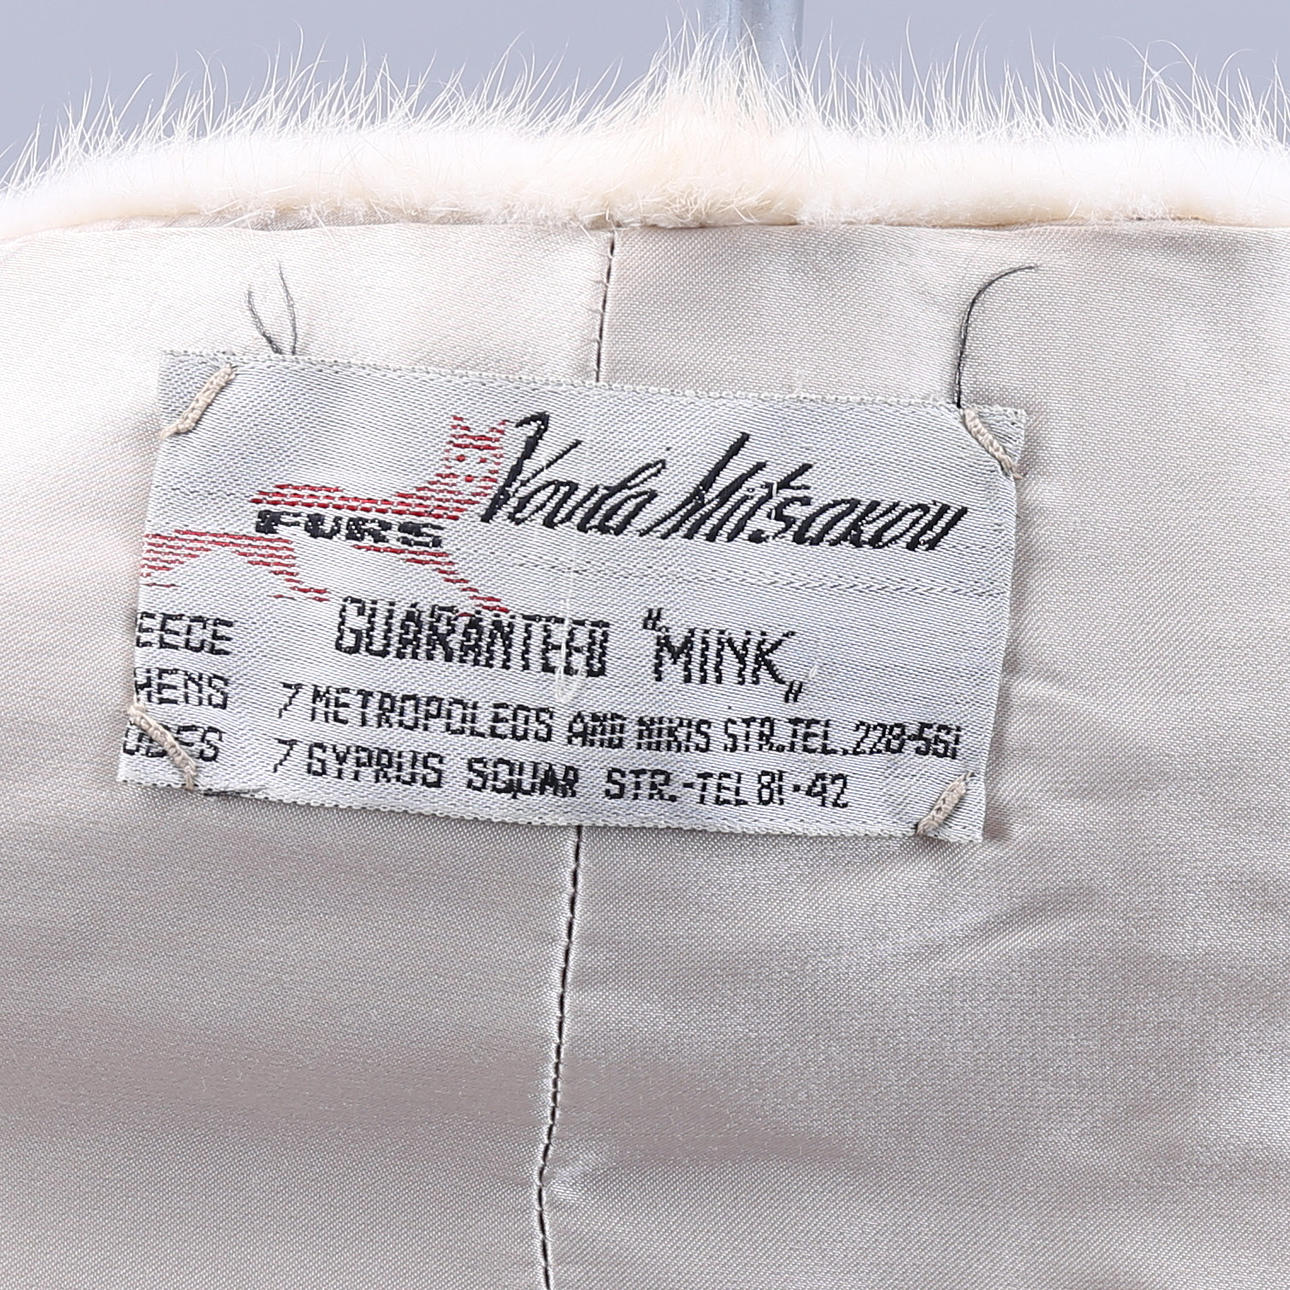 Voula Mitsakou
FURS
EECE GUARANTEED "MINK"
HENS 7 METROPOLEOS AND NIKIS STR.TEL.228-561
ODES 7 GYPRUS SQUAR STR.-TEL 81-42